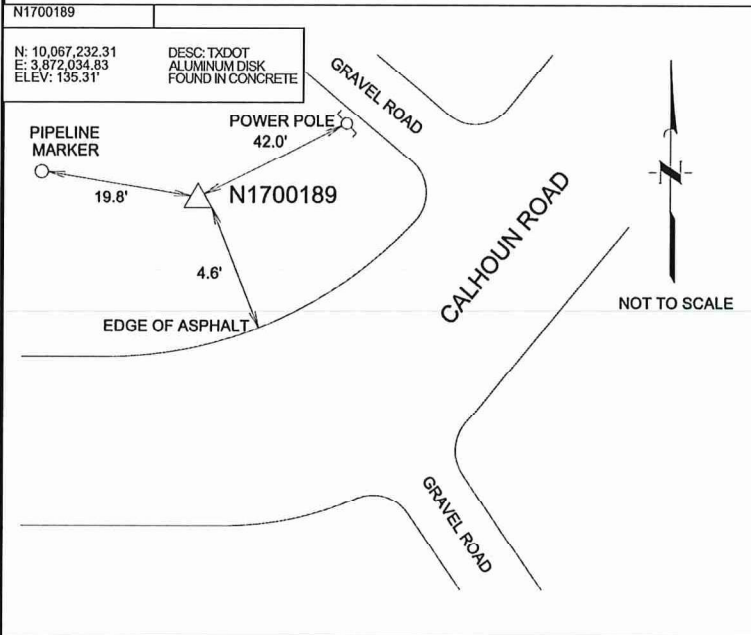 N1700189
N: 10,067,232.31
E: 3,872,034.83
ELEV: 135.31'
DESC: TXDOT
ALUMINUM DISK
FOUND IN CONCRETE
GRAVEL ROAD
POWER POLE
42.0'
PIPELINE
MARKER
19.8'
N1700189
4.6'
EDGE OF ASPHALT
CALHOUN ROAD
N
NOT TO SCALE
GRAVEL ROAD